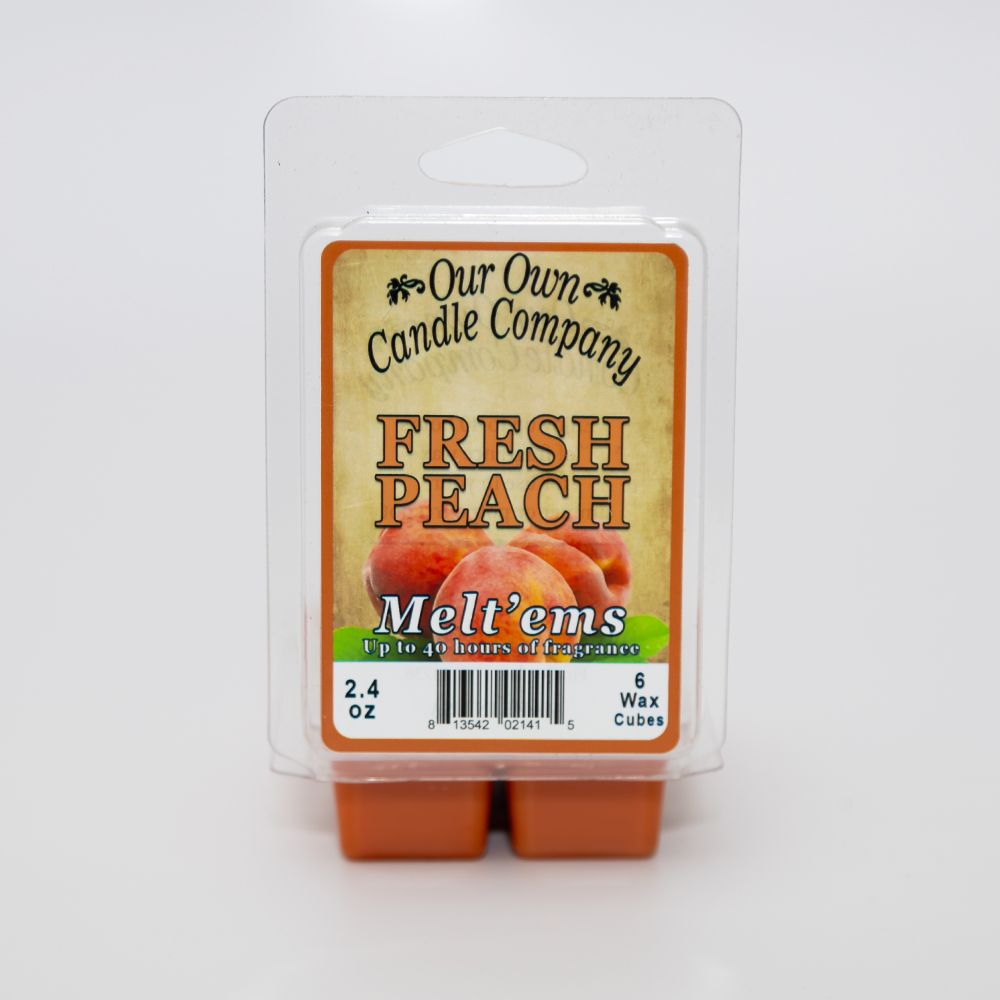 Our Own
Candle Company
FRESH
PEACH
Melt'ems
Up to 40 hours of fragrance
2.4
oz
8 13542 02141 5
6
Wax
Cubes